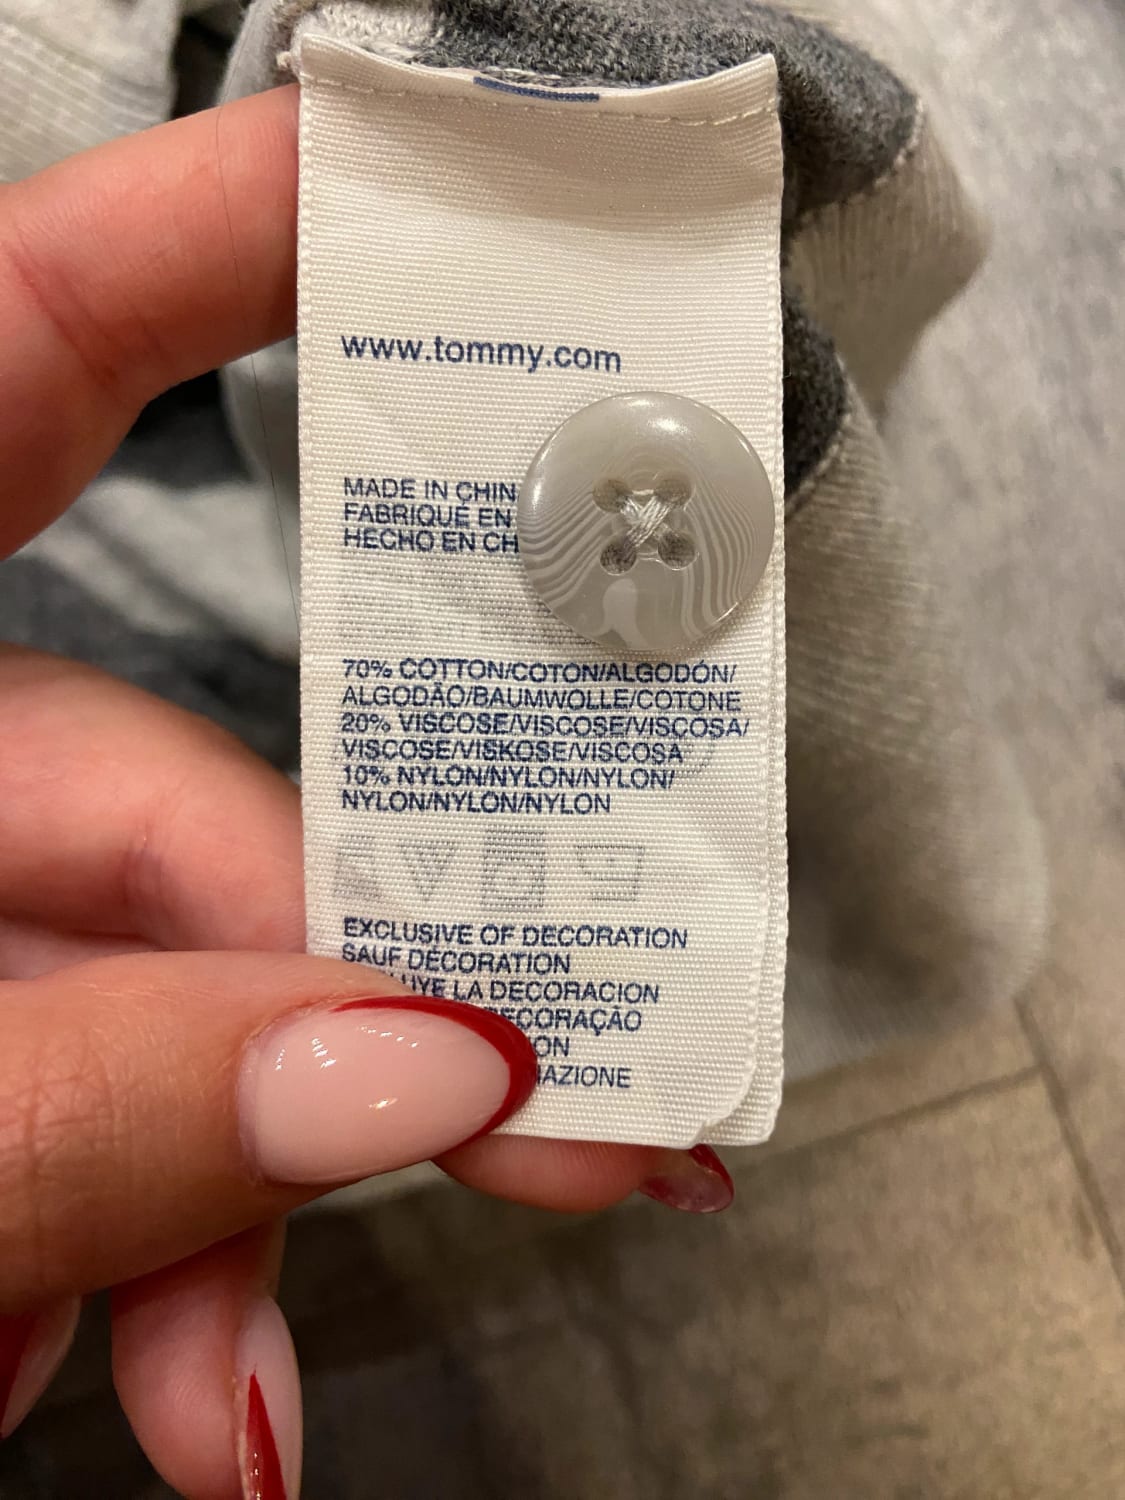 www.tommy.com
MADE IN CHIN
FABRIQUÉ EN
HECHO EN CH
70% COTTON/COTON/ALGODÓN/
ALGODÃO/BAUMWOLLE/COTONE
20% VISCOSE/VISCOSE/VISCOSA/
VISCOSE/VISKOSE/VISCOSA
10% NYLON/NYLON/NYLON/
NYLON/NYLON/NYLON
EXCLUSIVE OF DECORATION
SAUF DÉCORATION
LA DECORACION